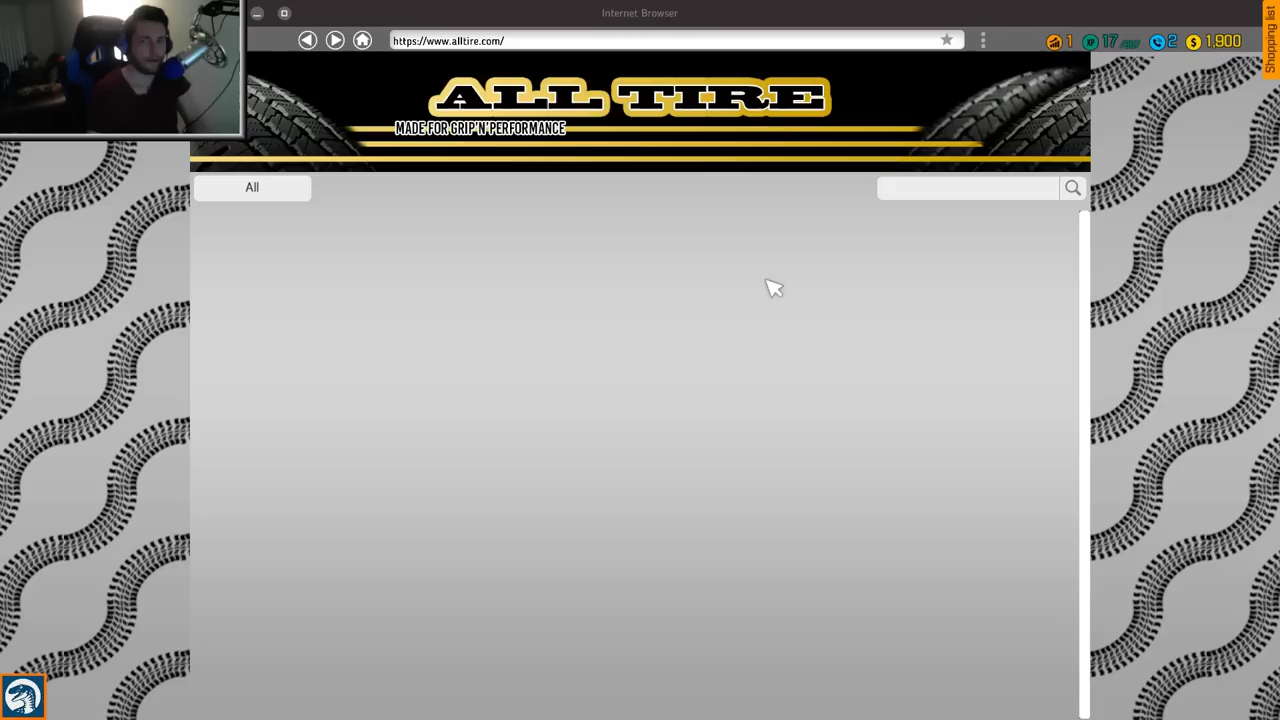 Internet Browser
https://www.alltire.com/
1 XP 17 2 $ 1,900
Shopping list
ALL TIRE
MADE FOR GRIP'N'PERFORMANCE
All